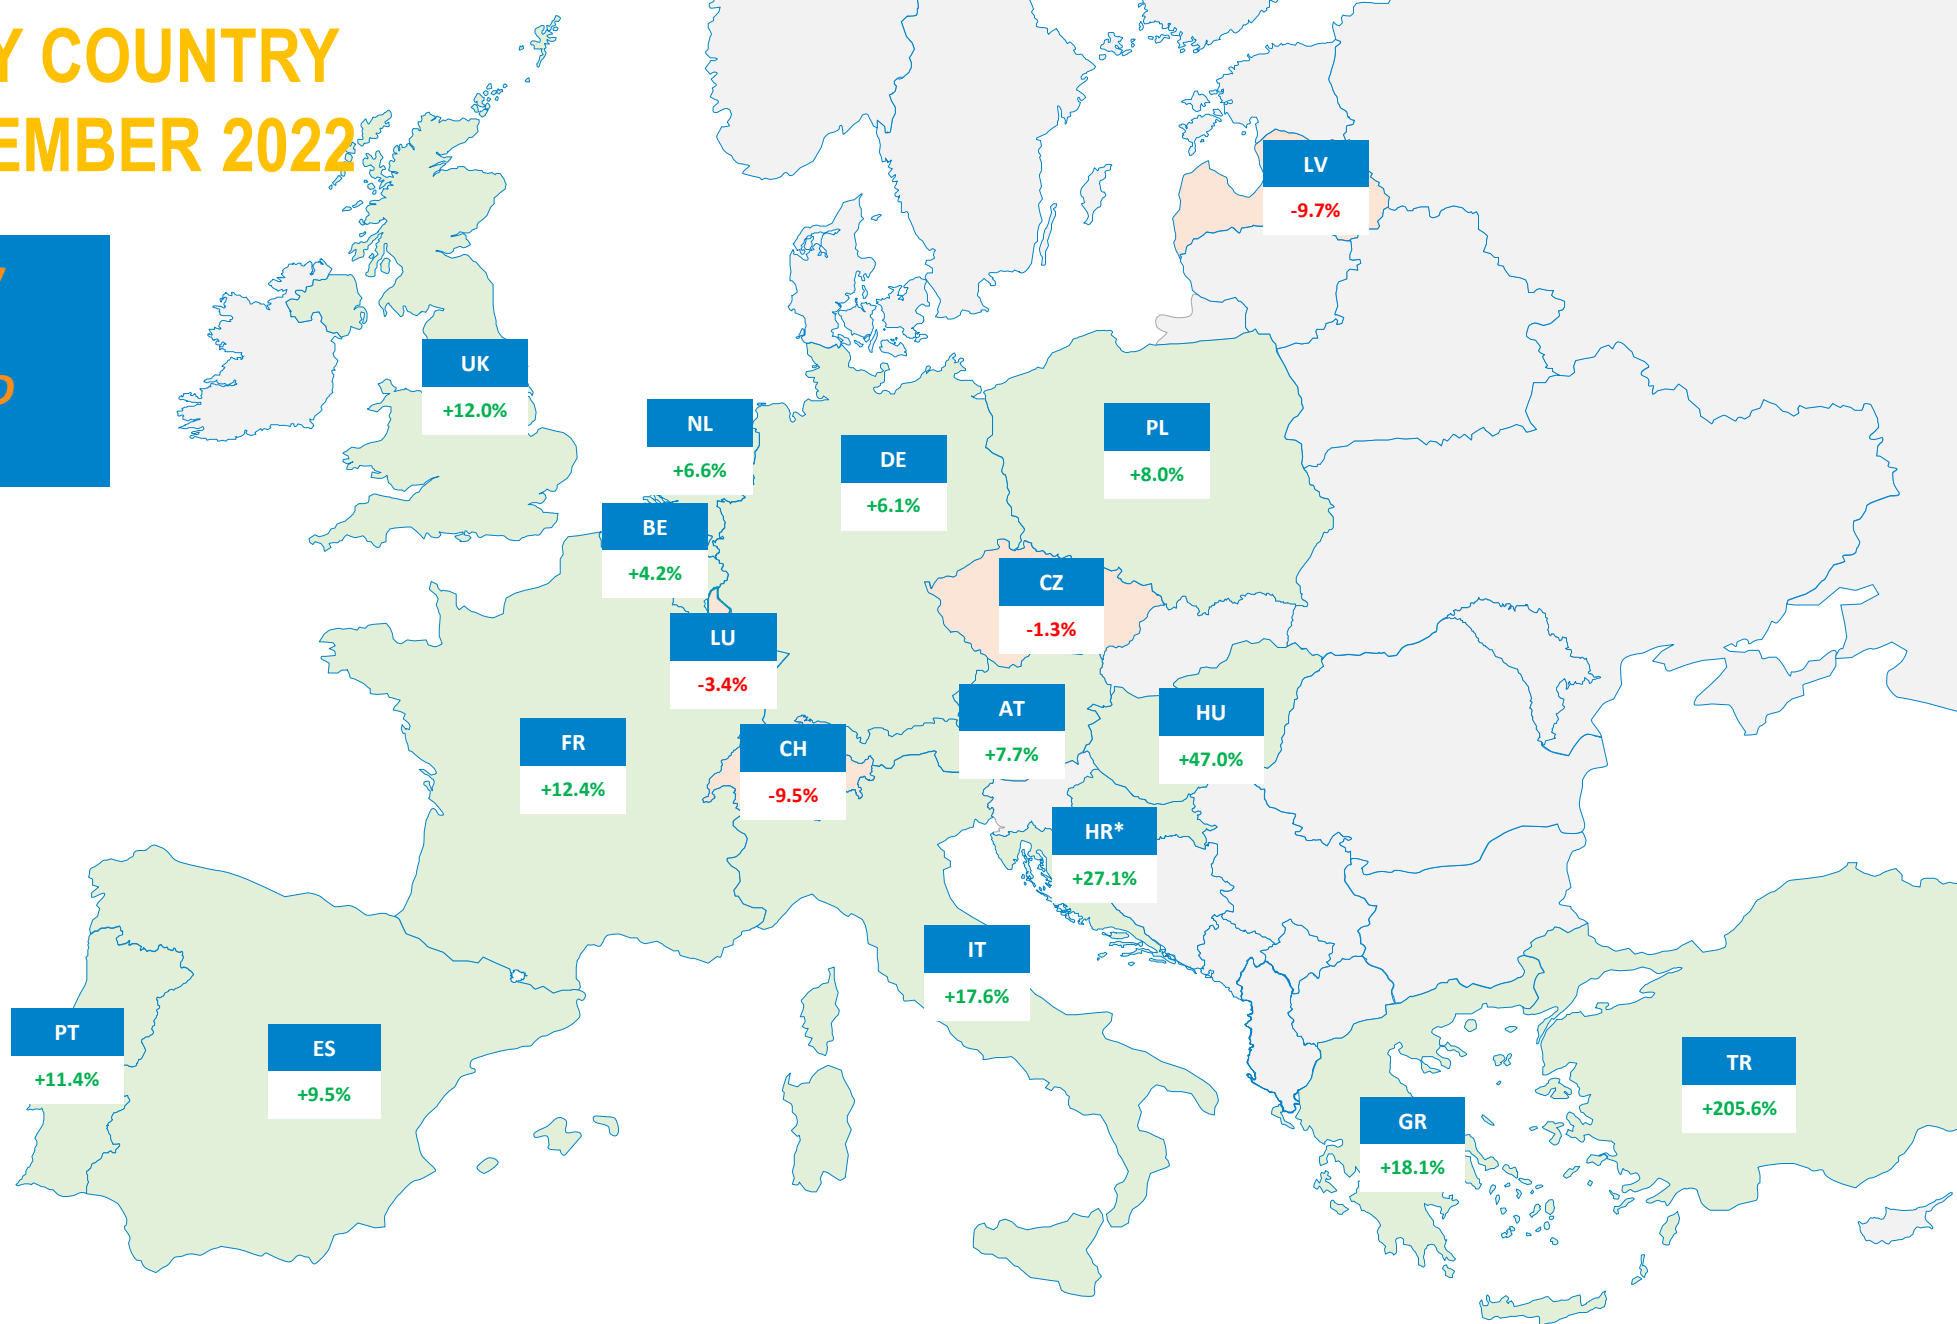 Y COUNTRY
EMBER 2022
LV
-9.7%
UK
+12.0%
NL
+6.6%
PL
+8.0%
DE
+6.1%
BE
+4.2%
CZ
-1.3%
LU
-3.4%
AT
+7.7%
HU
+47.0%
FR
+12.4%
CH
-9.5%
HR*
+27.1%
IT
+17.6%
PT
+11.4%
ES
+9.5%
TR
+205.6%
GR
+18.1%